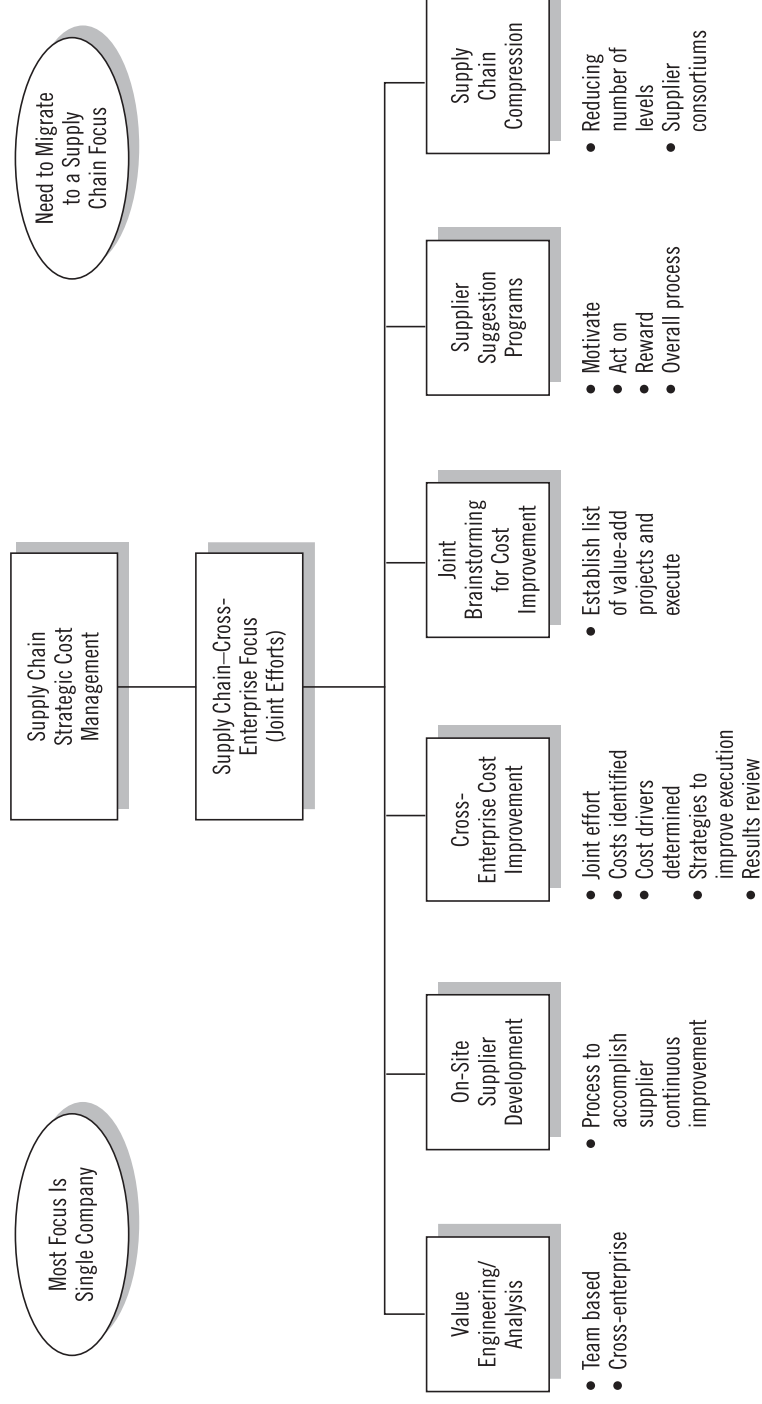 Most Focus Is
Single Company
Supply Chain
Strategic Cost
Management
Need to Migrate
to a Supply
Chain Focus
Supply Chain–Cross-
Enterprise Focus
(Joint Efforts)
Value
Engineering/
Analysis
• Team based
• Cross-enterprise
On-Site
Supplier
Development
• Process to
accomplish
supplier
continuous
improvement
Cross-
Enterprise Cost
Improvement
• Joint effort
• Costs identified
• Cost drivers
determined
• Strategies to
improve execution
• Results review
Joint
Brainstorming
for Cost
Improvement
• Establish list
of value-add
projects and
execute
Supplier
Suggestion
Programs
• Motivate
• Act on
• Reward
• Overall process
Supply
Chain
Compression
• Reducing
number of
levels
• Supplier
consortiums